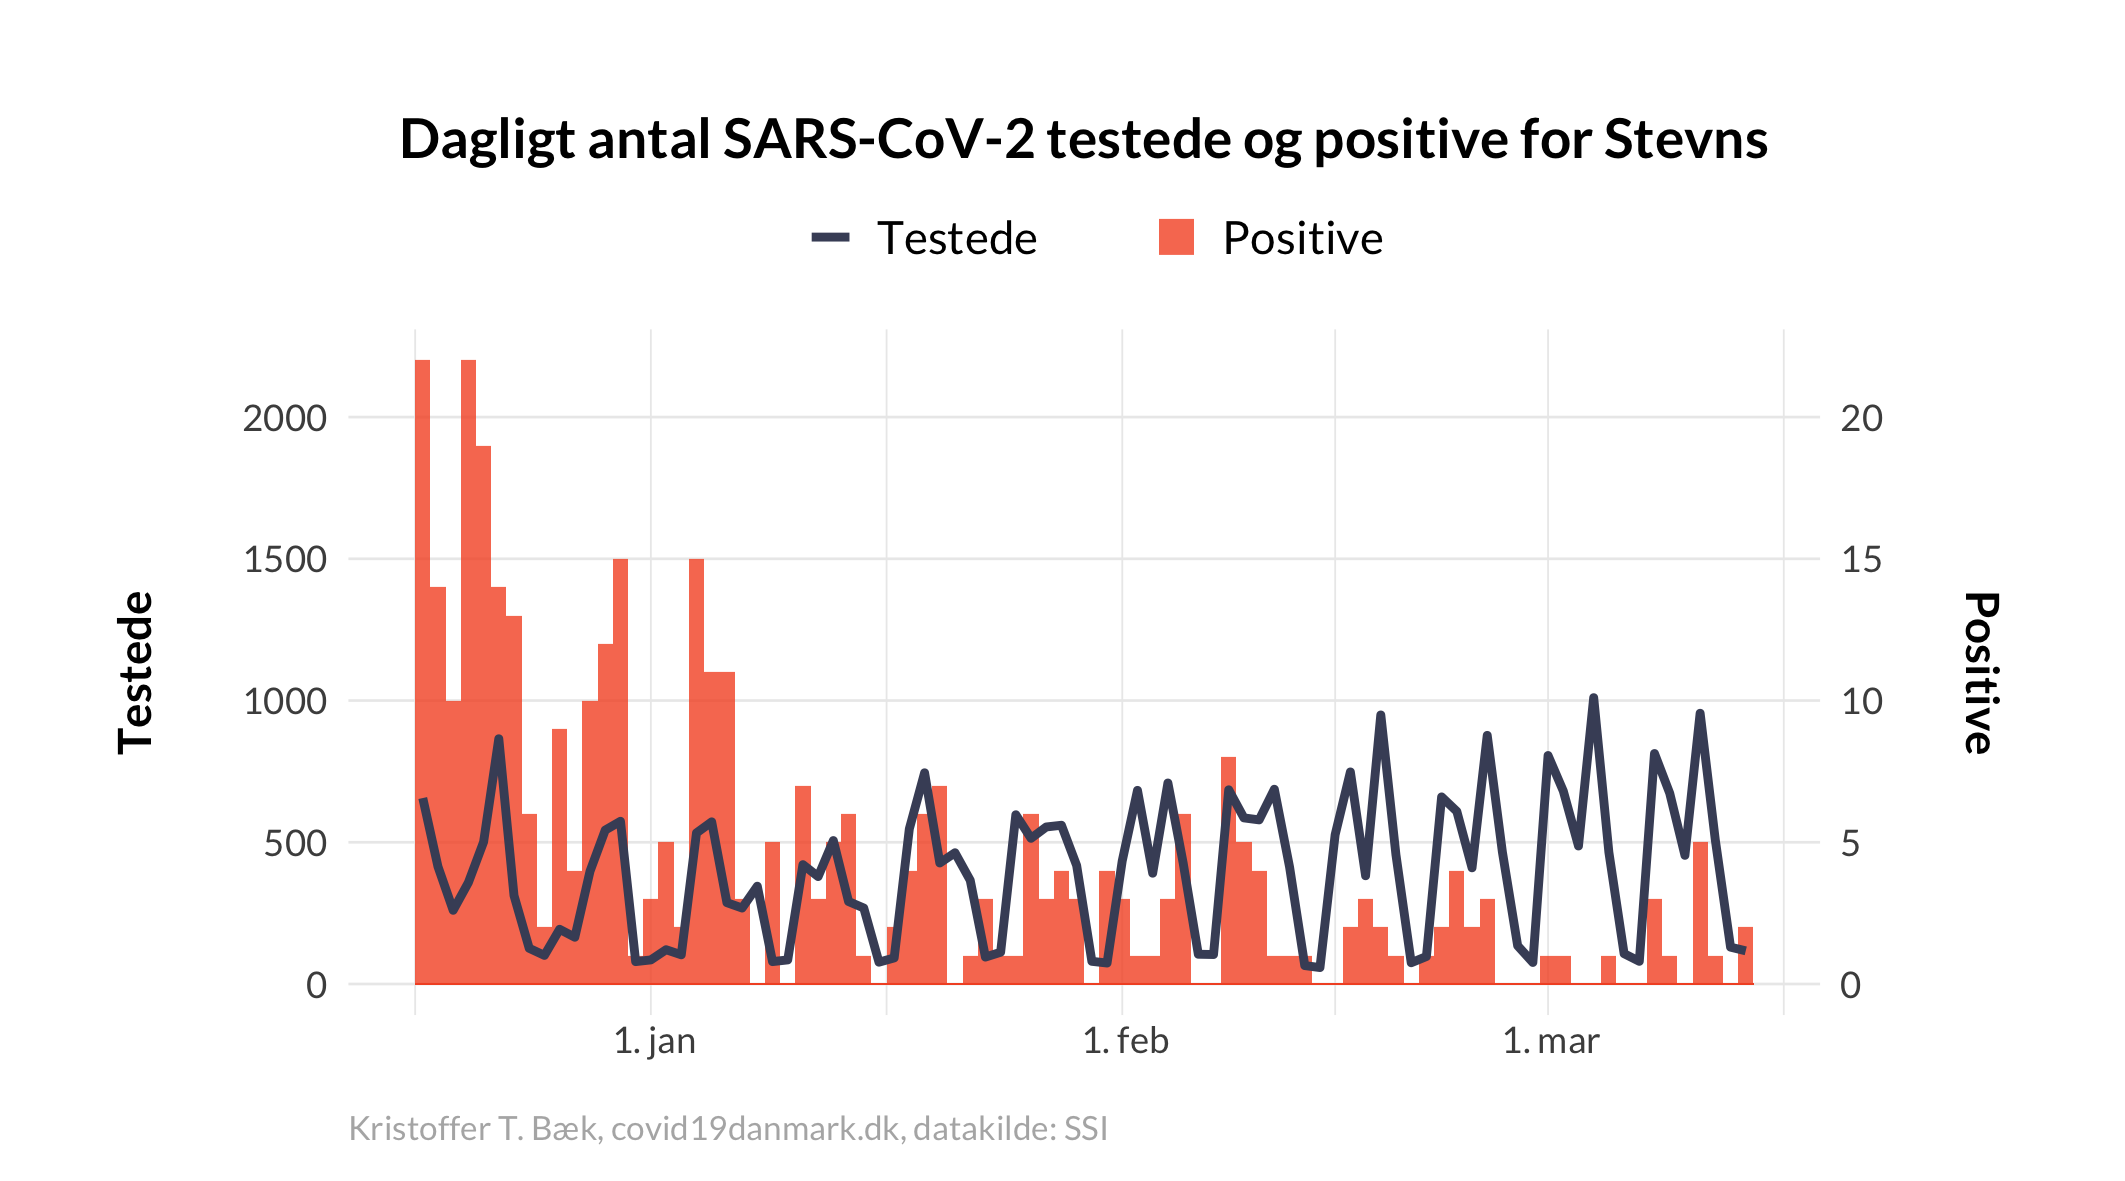 Dagligt antal SARS-CoV-2 testede og positive for Stevns
Testede Positive
2000 20
1500 15
1000 10
500 5
0 0
Testede
Positive
1. jan 1. feb 1. mar
Kristoffer T. Bæk, covid19danmark.dk, datakilde: SSI